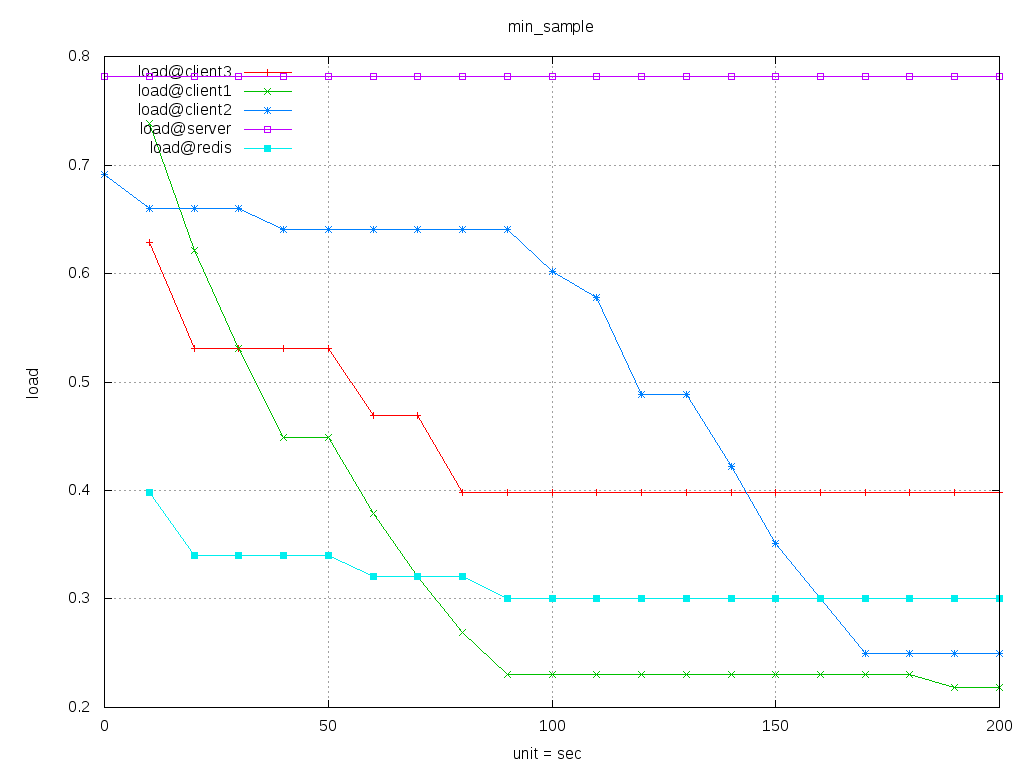 min_sample
0.8
load@client3
load@client1
load@client2
load@server
load@redis
0.7
0.6
0.5
load
0.4
0.3
0.2
0 50 100 150 200
unit = sec